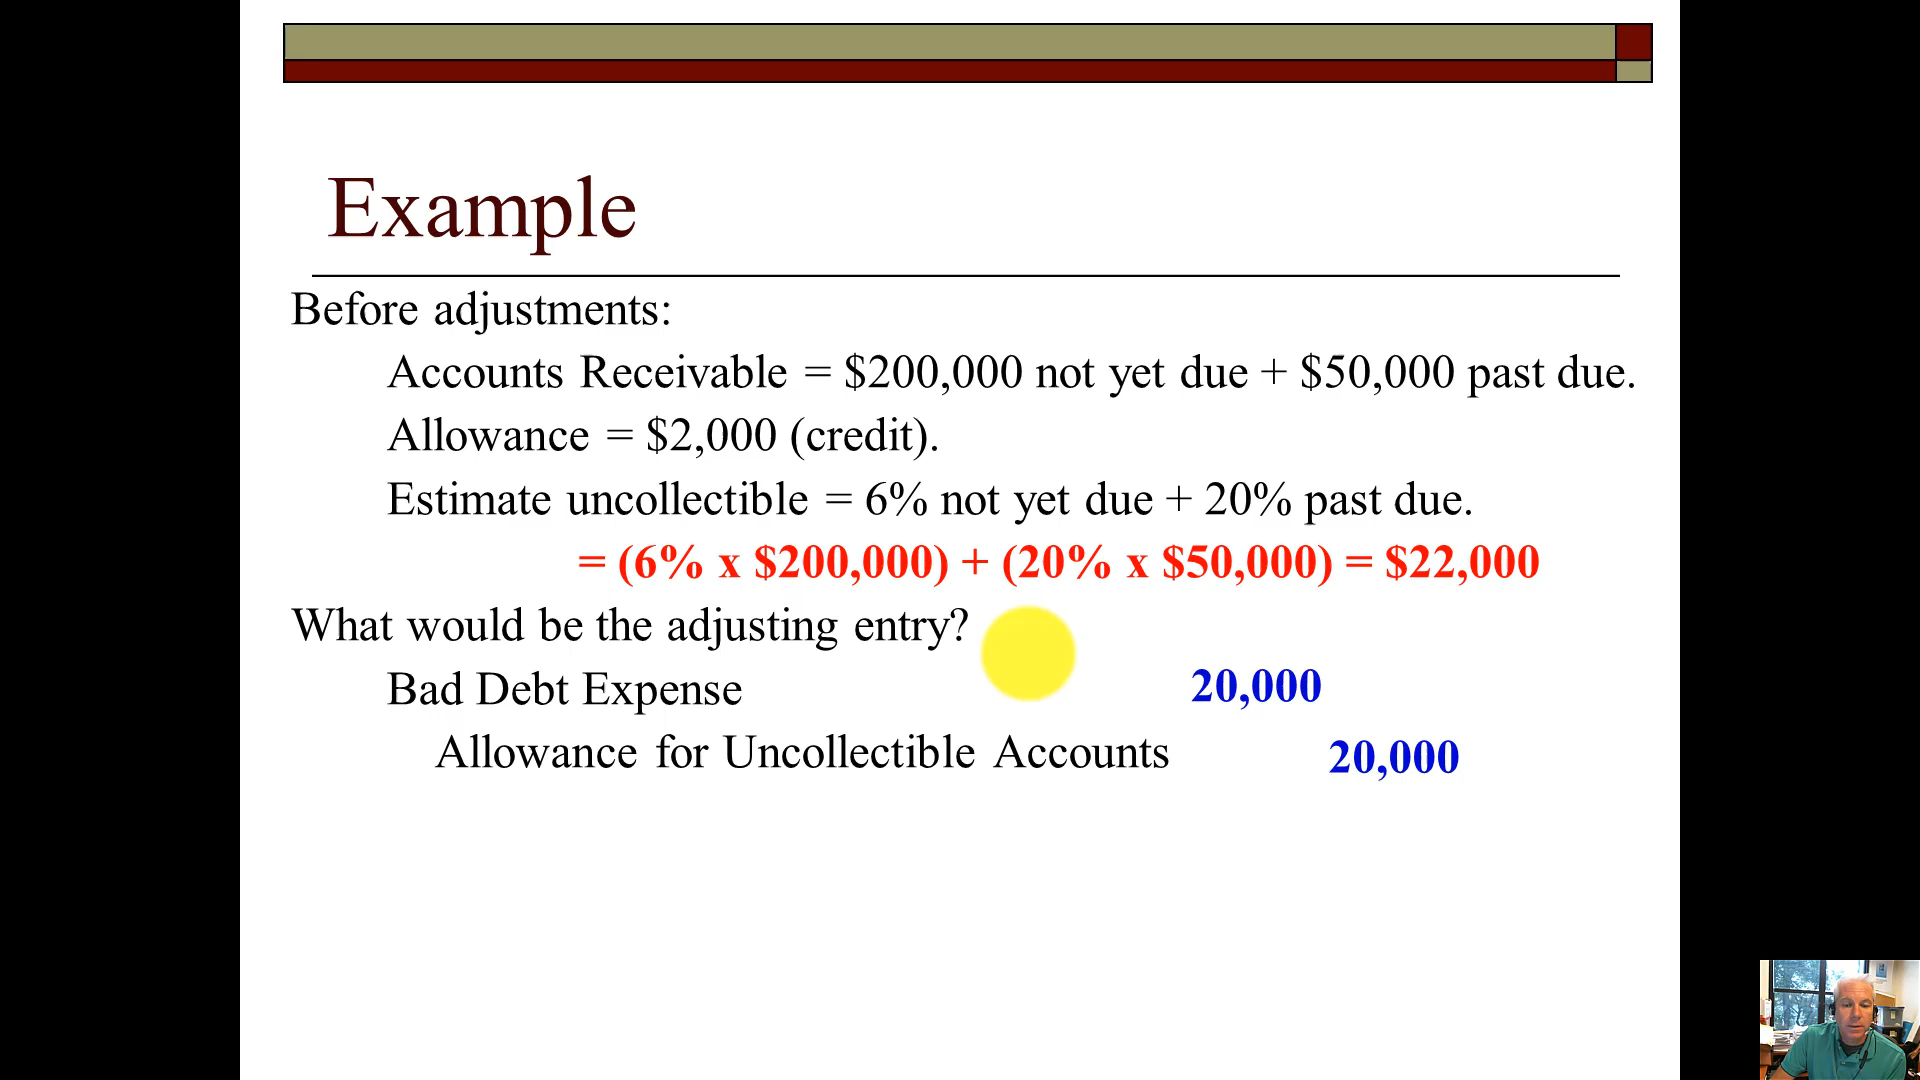 Example
Before adjustments:
Accounts Receivable = $200,000 not yet due + $50,000 past due.
Allowance = $2,000 (credit).
Estimate uncollectible = 6% not yet due + 20% past due.
= (6% x $200,000) + (20% x $50,000) = $22,000
What would be the adjusting entry?
Bad Debt Expense 20,000
Allowance for Uncollectible Accounts 20,000